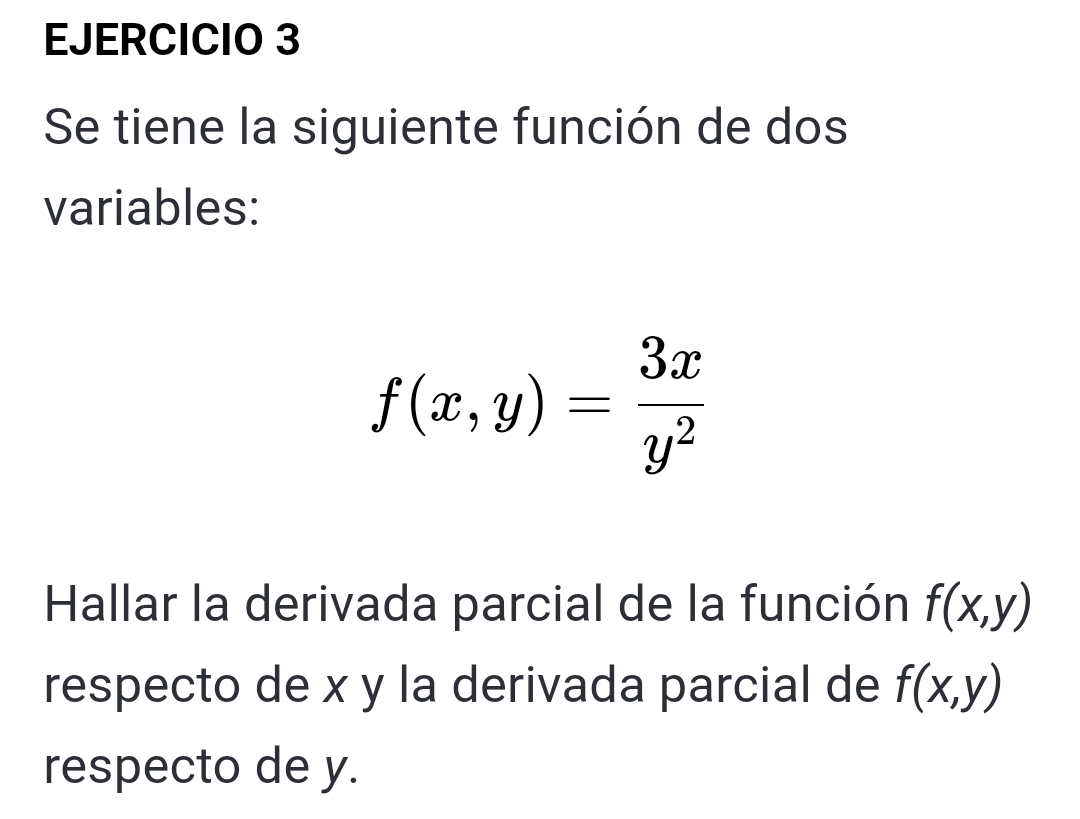 EJERCICIO 3
Se tiene la siguiente función de dos
variables:
f(x, y) = \frac{3x}{y^2}
Hallar la derivada parcial de la función f(x,y)
respecto de x y la derivada parcial de f(x,y)
respecto de y.